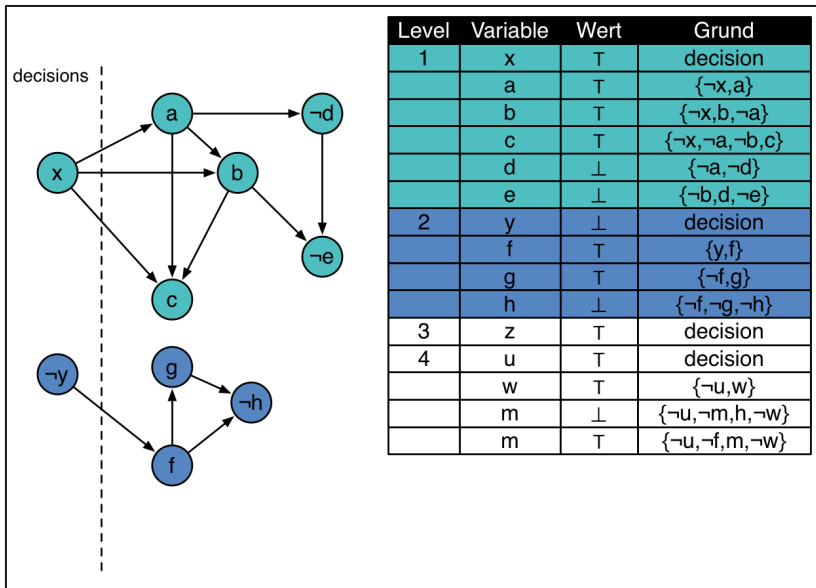 decisions
a
¬d
x
b
¬e
c
¬y
g
¬h
f
Level Variable Wert Grund
1 x ⊤ decision
a ⊤ {¬x,a}
b ⊤ {¬x,b,¬a}
c ⊤ {¬x,¬a,¬b,c}
d ⊥ {¬a,¬d}
e ⊥ {¬b,d,¬e}
2 y ⊥ decision
f ⊤ {y,f}
g ⊤ {¬f,g}
h ⊥ {¬f,¬g,¬h}
3 z ⊤ decision
4 u ⊤ decision
w ⊤ {¬u,w}
m ⊥ {¬u,¬m,h,¬w}
m ⊤ {¬u,¬f,m,¬w}